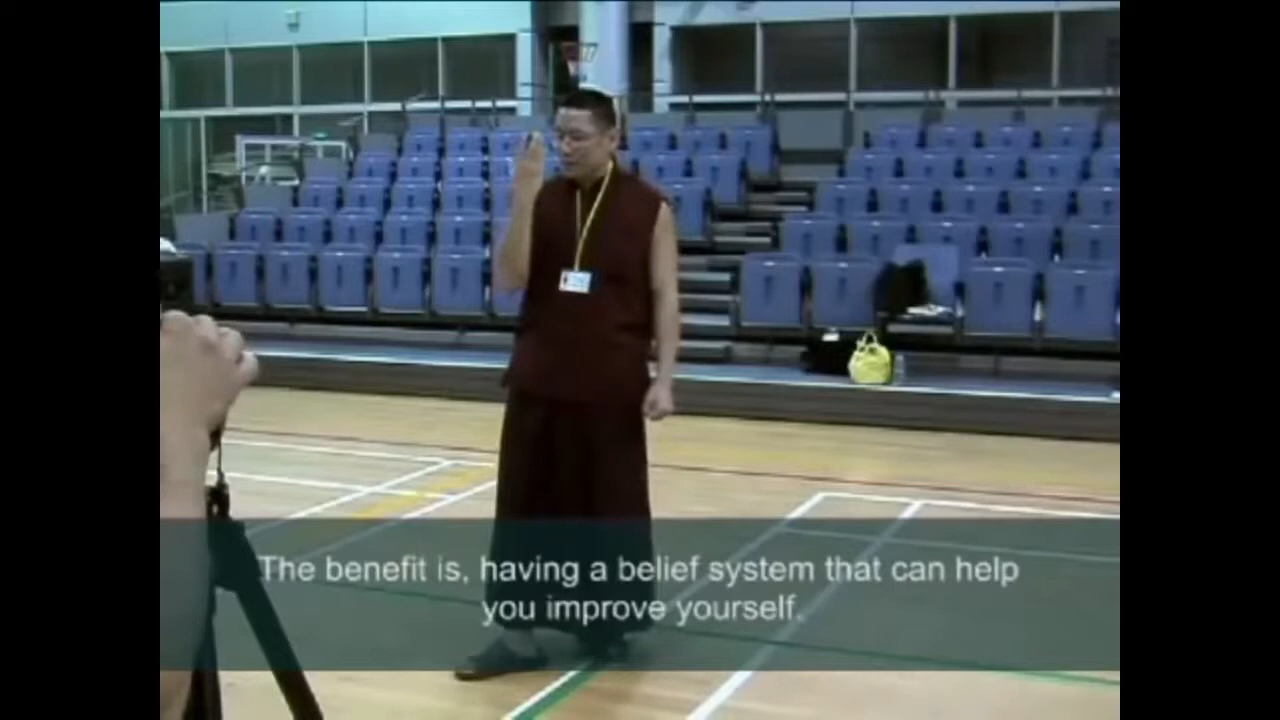 The benefit is, having a belief system that can help
you improve yourself.